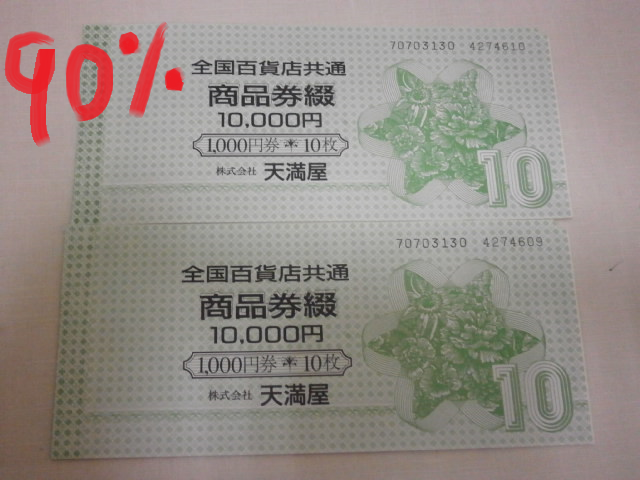 90%
70703130 4274610
全国百貨店共通
商品券綴
10,000円
1,000円券＊10枚
株式会社 天満屋
10
70703130 4274609
全国百貨店共通
商品券綴
10,000円
1,000円券＊10枚
株式会社 天満屋
10